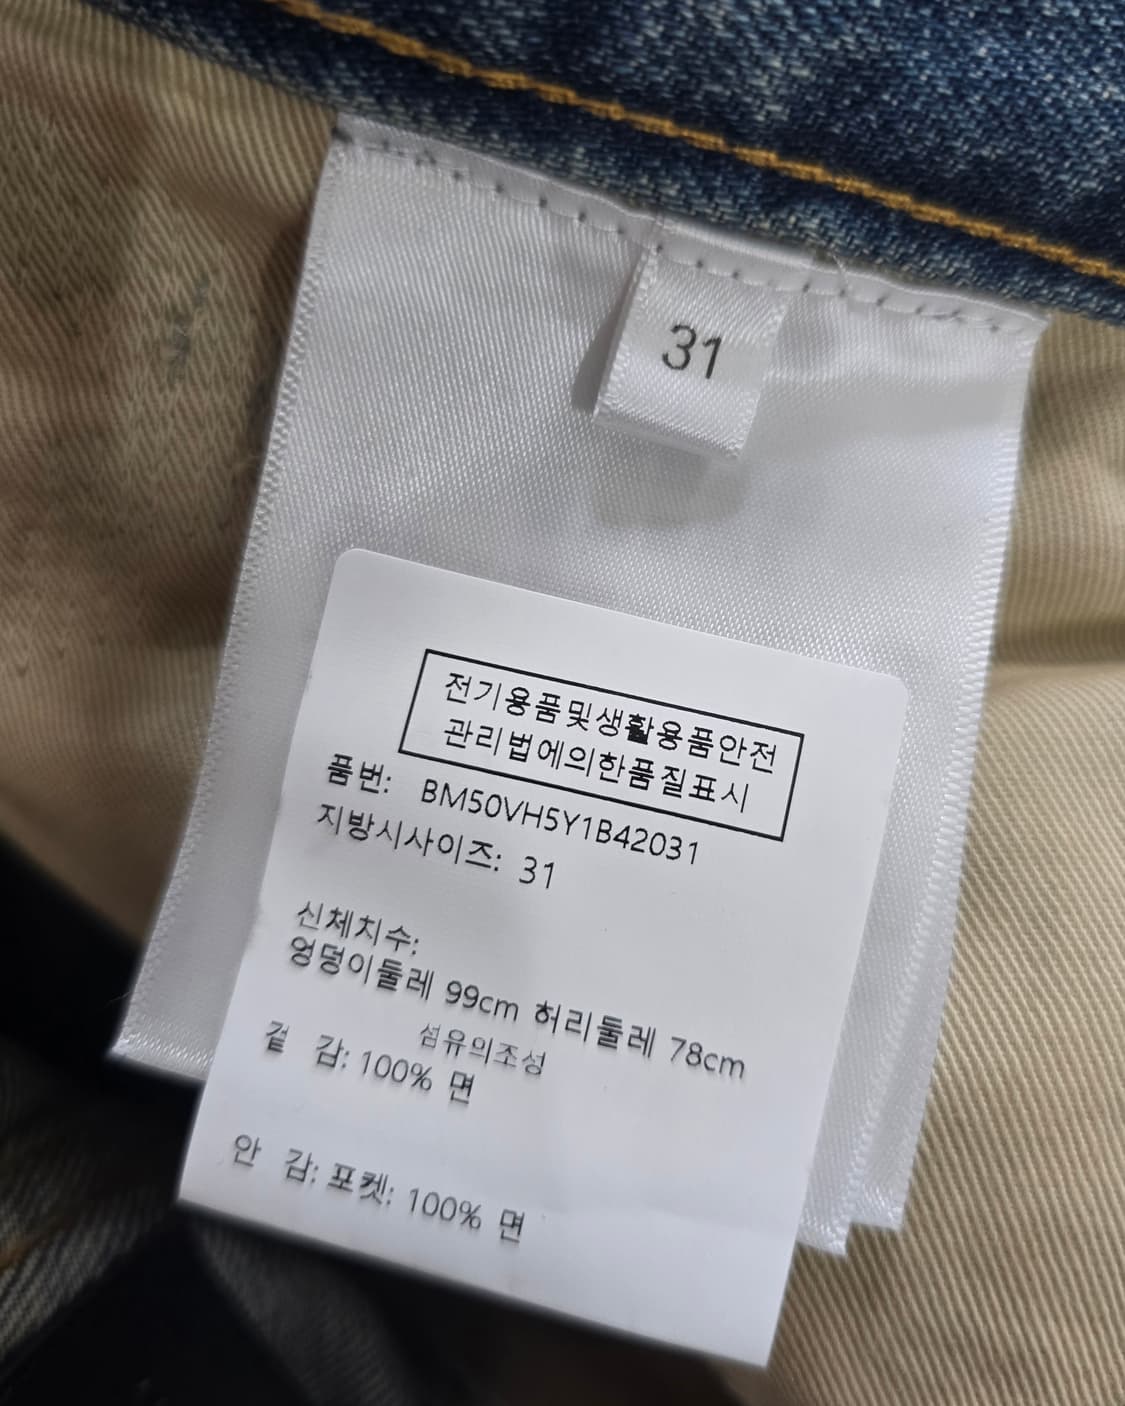 31
전기용품및생활용품안전
관리법에의한품질표시
품번: BM50VH5Y1B42031
지방시사이즈: 31
신체치수:
엉덩이둘레 99cm 허리둘레 78cm
섬유의조성
겉 감: 100% 면
안 감: 포켓: 100% 면